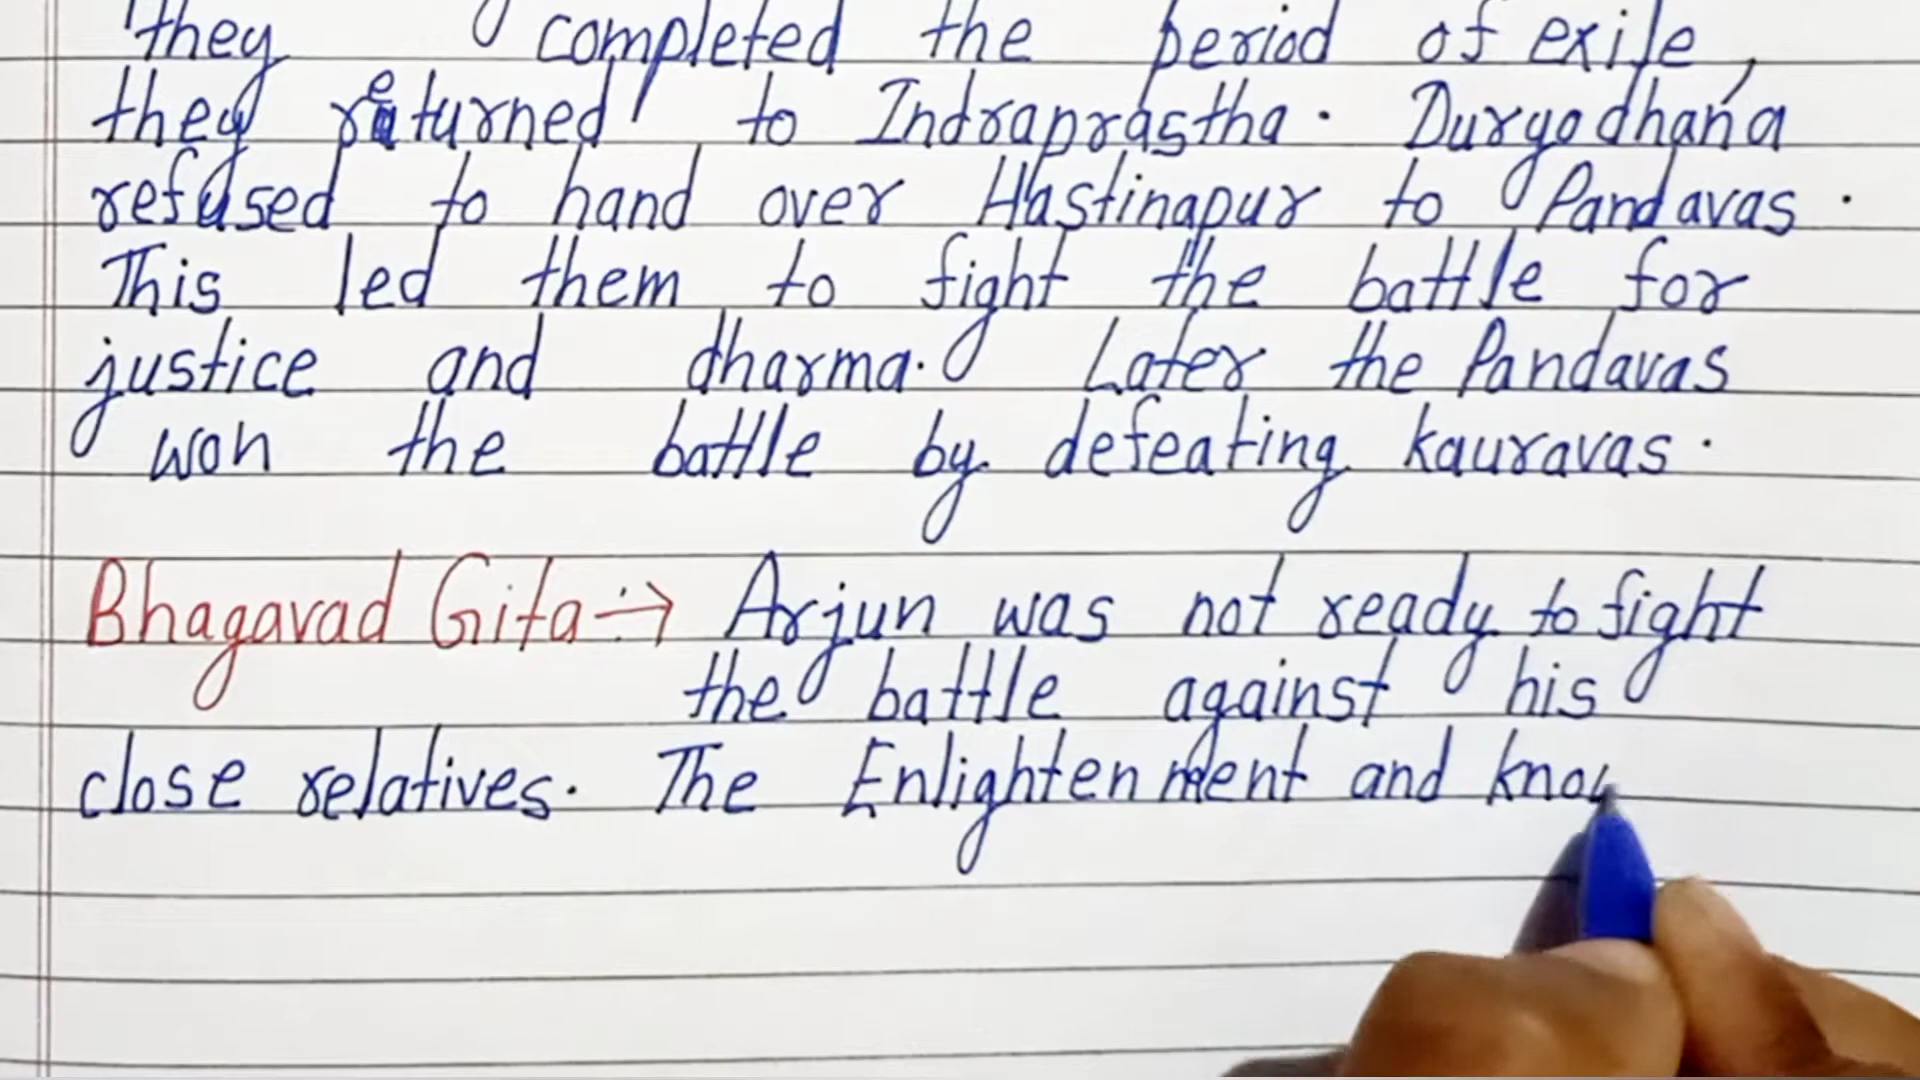 they completed the period of exile,
they returned to Indraprastha. Duryodhana
refused to hand over Hastinapur to Pandavas.
This led them to fight the battle for
justice and dharma. Later the Pandavas
won the battle by defeating kauravas.
Bhagavad Gita :→ Arjun was not ready to fight
the battle against his
close relatives. The Enlightenment and know